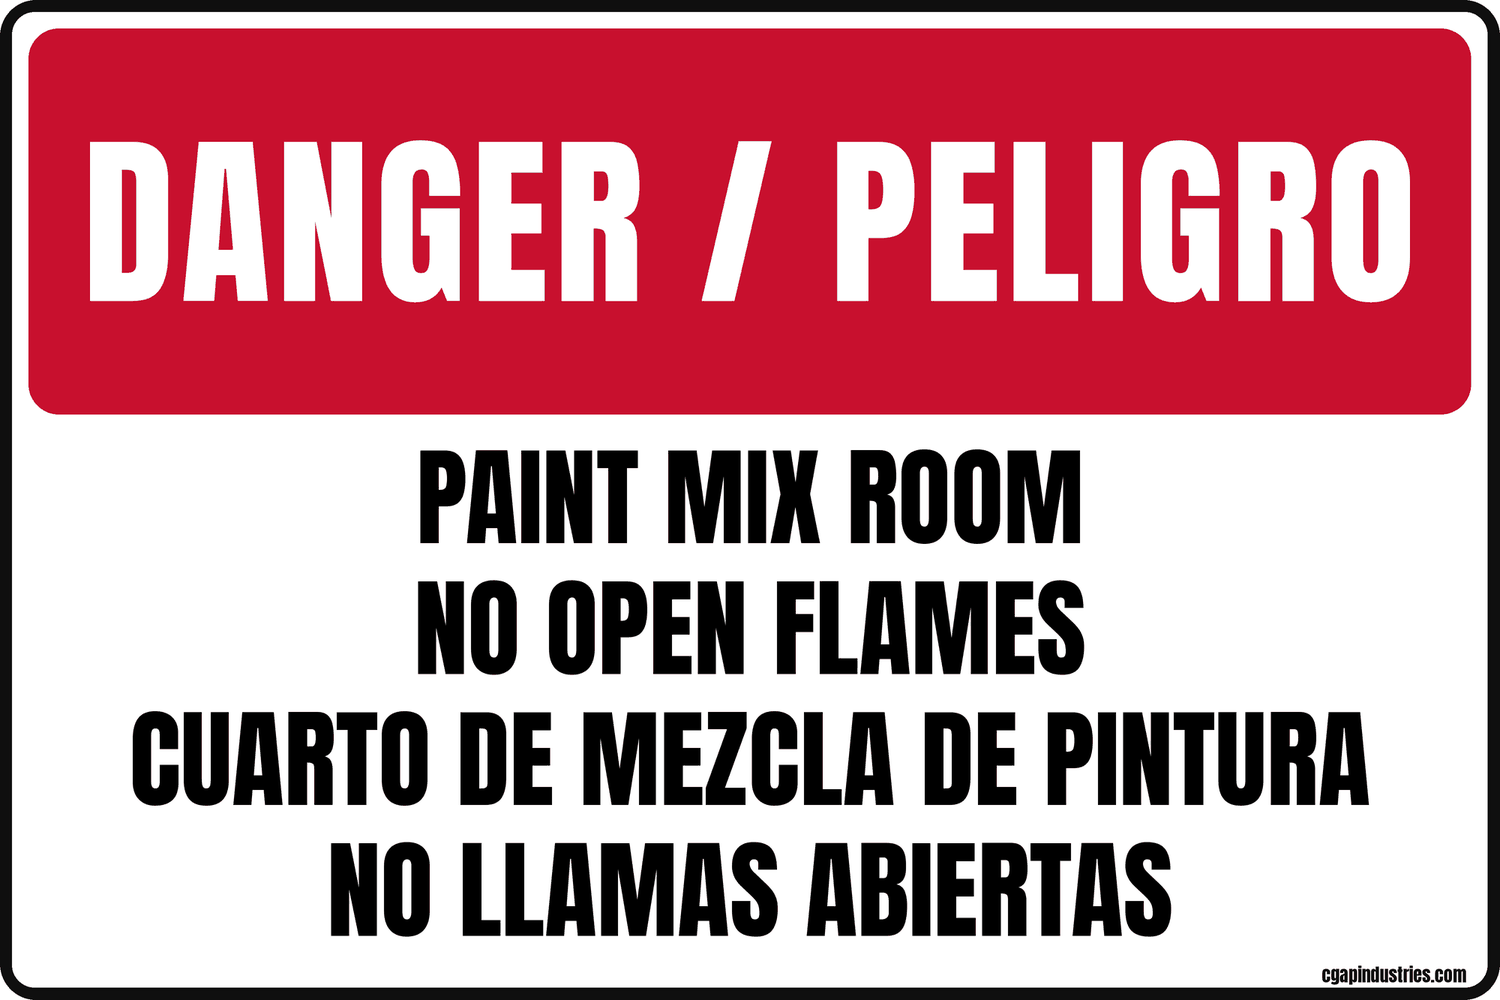 DANGER / PELIGRO
PAINT MIX ROOM
NO OPEN FLAMES
CUARTO DE MEZCLA DE PINTURA
NO LLAMAS ABIERTAS
cgapindustries.com